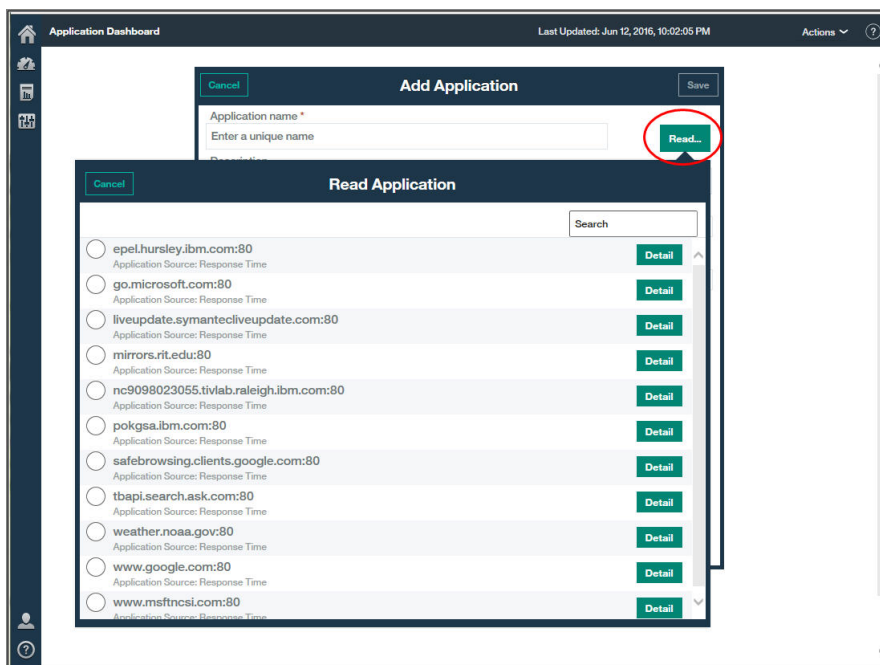 Application Dashboard
Last Updated: Jun 12, 2016, 10:02:05 PM
Actions
?
Cancel
Add Application
Save
Application name *
Enter a unique name
Read...
Description
Cancel
Read Application
Search
epel.hursley.ibm.com:80
Application Source: Response Time
Detail
go.microsoft.com:80
Application Source: Response Time
Detail
liveupdate.symantecliveupdate.com:80
Application Source: Response Time
Detail
mirrors.rit.edu:80
Application Source: Response Time
Detail
nc9098023055.tivlab.raleigh.ibm.com:80
Application Source: Response Time
Detail
pokgsa.ibm.com:80
Application Source: Response Time
Detail
safebrowsing.clients.google.com:80
Application Source: Response Time
Detail
tbapi.search.ask.com:80
Application Source: Response Time
Detail
weather.noaa.gov:80
Application Source: Response Time
Detail
www.google.com:80
Application Source: Response Time
Detail
www.msftncsi.com:80
Application Source: Response Time
Detail
?